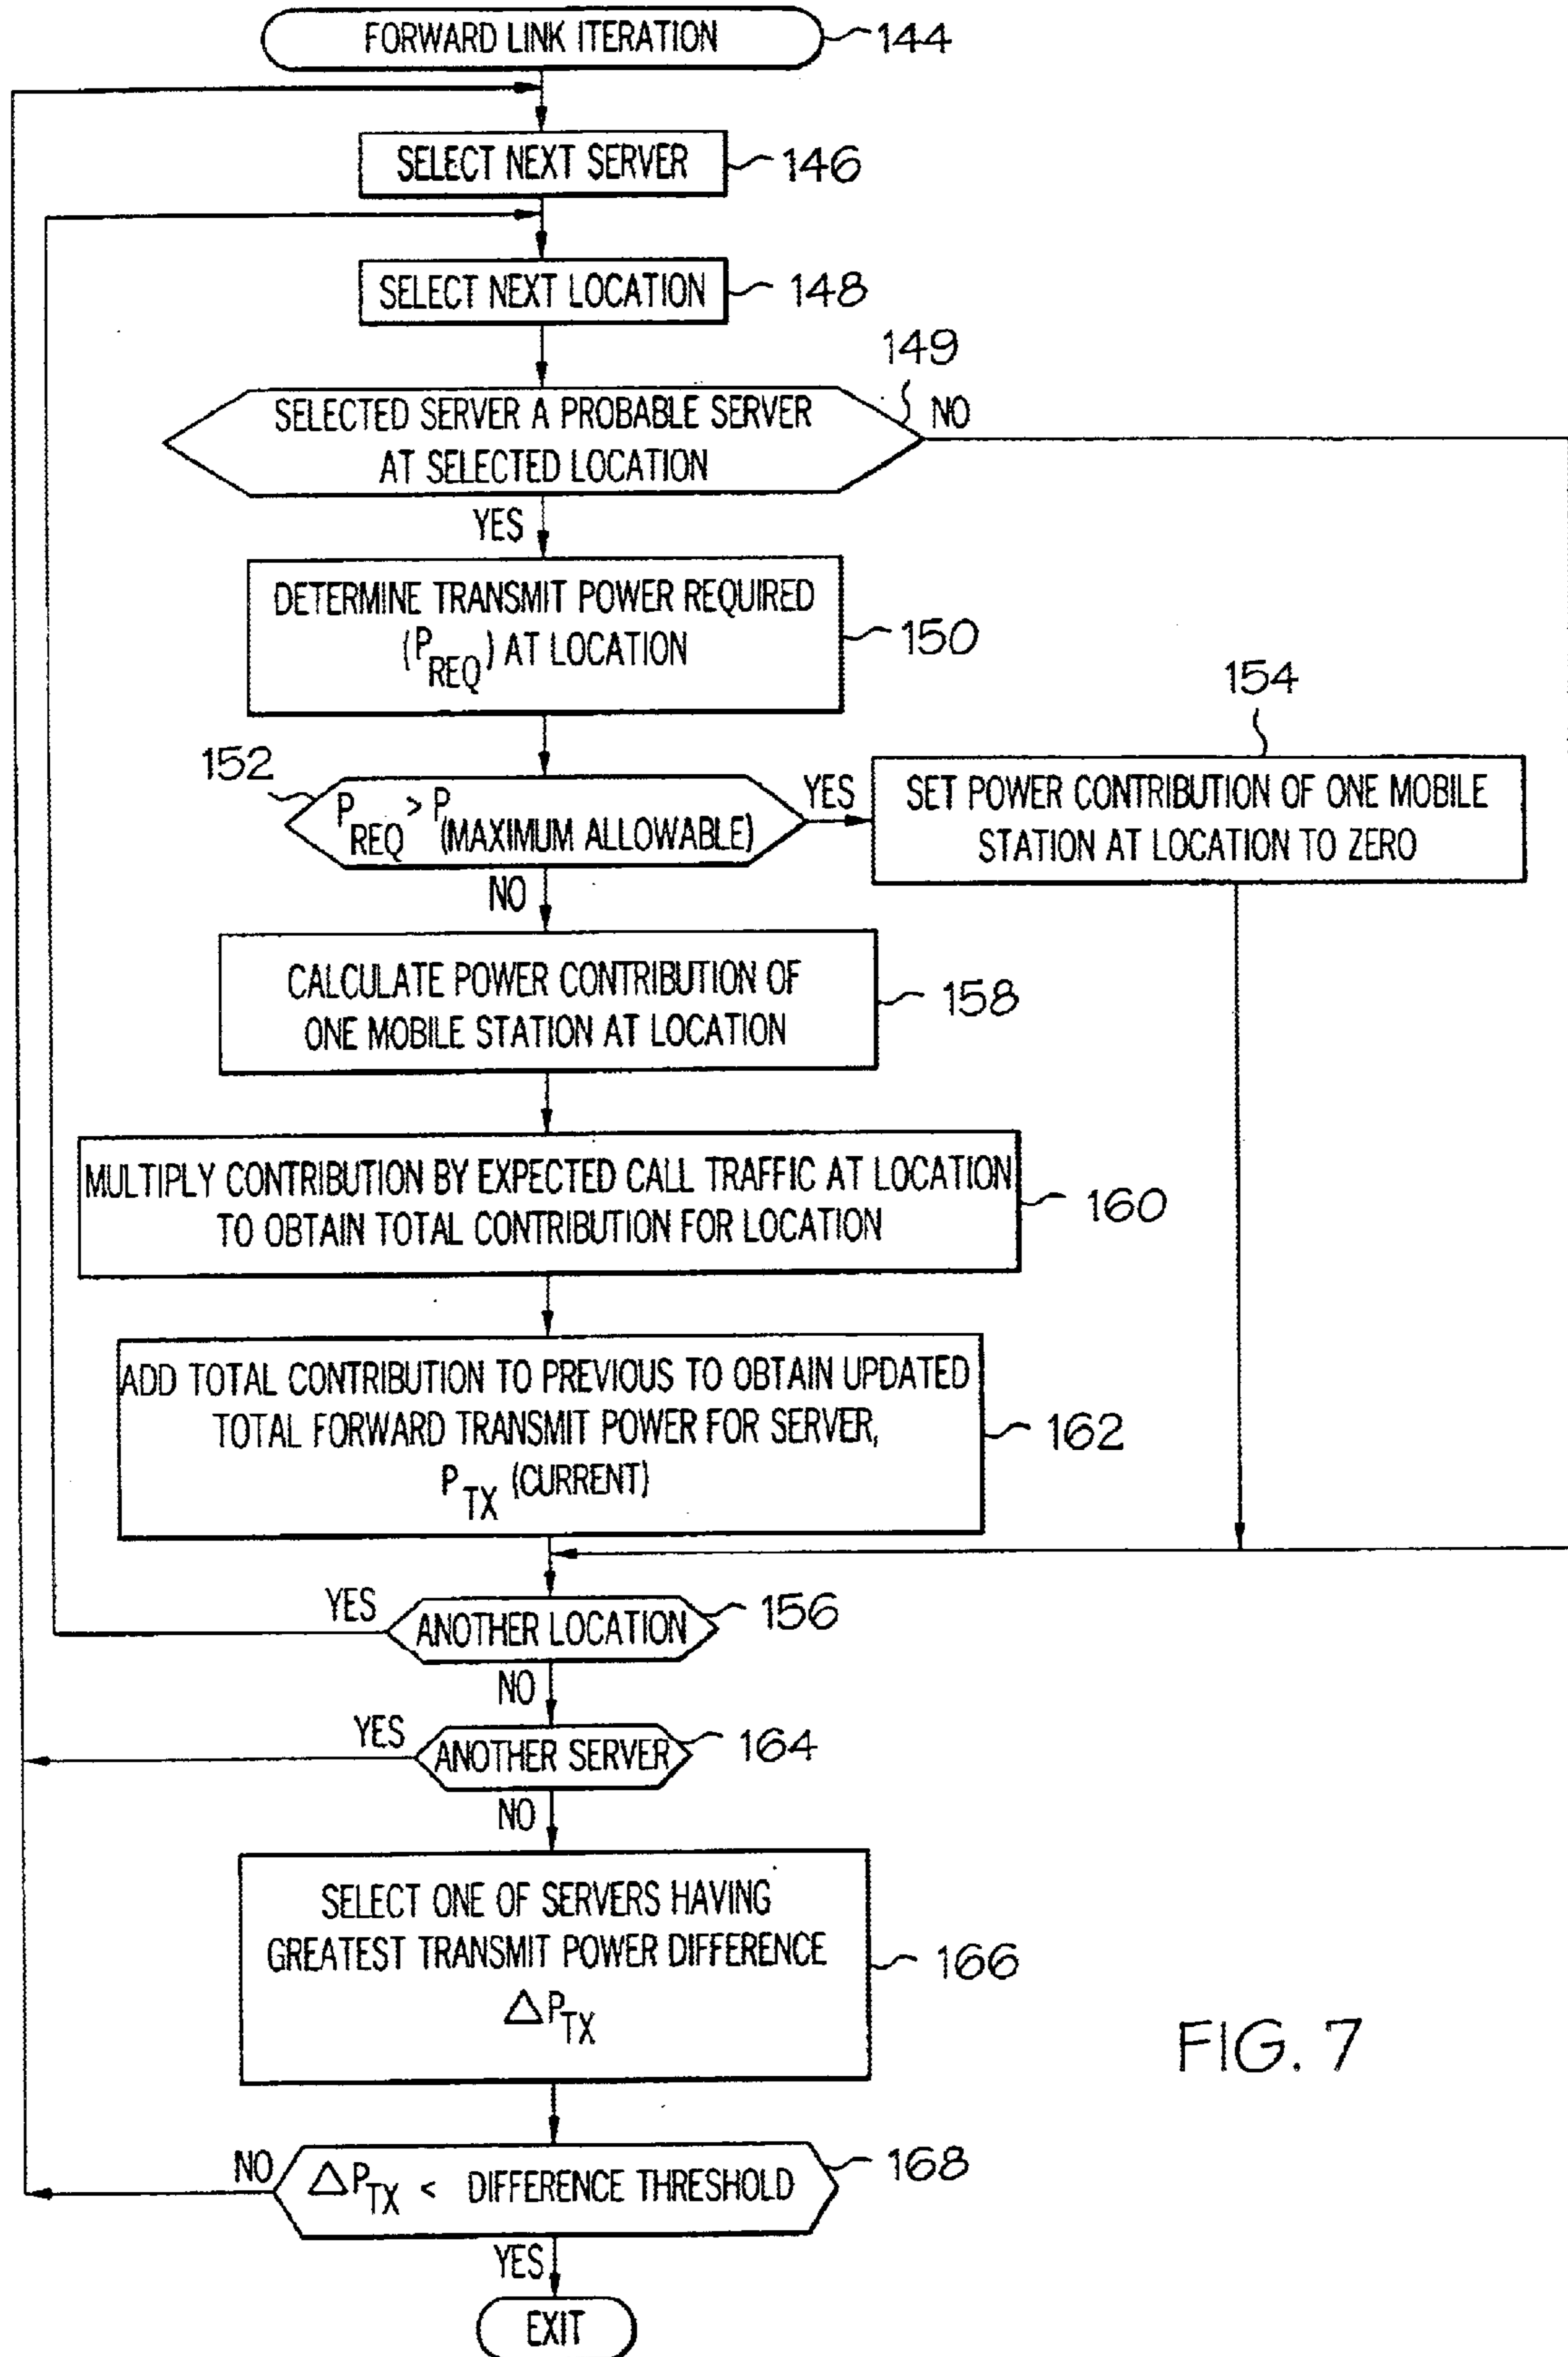 FORWARD LINK ITERATION
144
SELECT NEXT SERVER
146
SELECT NEXT LOCATION
148
149
SELECTED SERVER A PROBABLE SERVER
AT SELECTED LOCATION
NO
YES
DETERMINE TRANSMIT POWER REQUIRED
(PREQ) AT LOCATION
150
154
152
PREQ > P(MAXIMUM ALLOWABLE)
YES
SET POWER CONTRIBUTION OF ONE MOBILE
STATION AT LOCATION TO ZERO
NO
CALCULATE POWER CONTRIBUTION OF
ONE MOBILE STATION AT LOCATION
158
MULTIPLY CONTRIBUTION BY EXPECTED CALL TRAFFIC AT LOCATION
TO OBTAIN TOTAL CONTRIBUTION FOR LOCATION
160
ADD TOTAL CONTRIBUTION TO PREVIOUS TO OBTAIN UPDATED
TOTAL FORWARD TRANSMIT POWER FOR SERVER,
PTX (CURRENT)
162
YES
ANOTHER LOCATION
156
NO
YES
ANOTHER SERVER
164
NO
SELECT ONE OF SERVERS HAVING
GREATEST TRANSMIT POWER DIFFERENCE
ΔPTX
166
FIG. 7
NO
ΔPTX < DIFFERENCE THRESHOLD
168
YES
EXIT